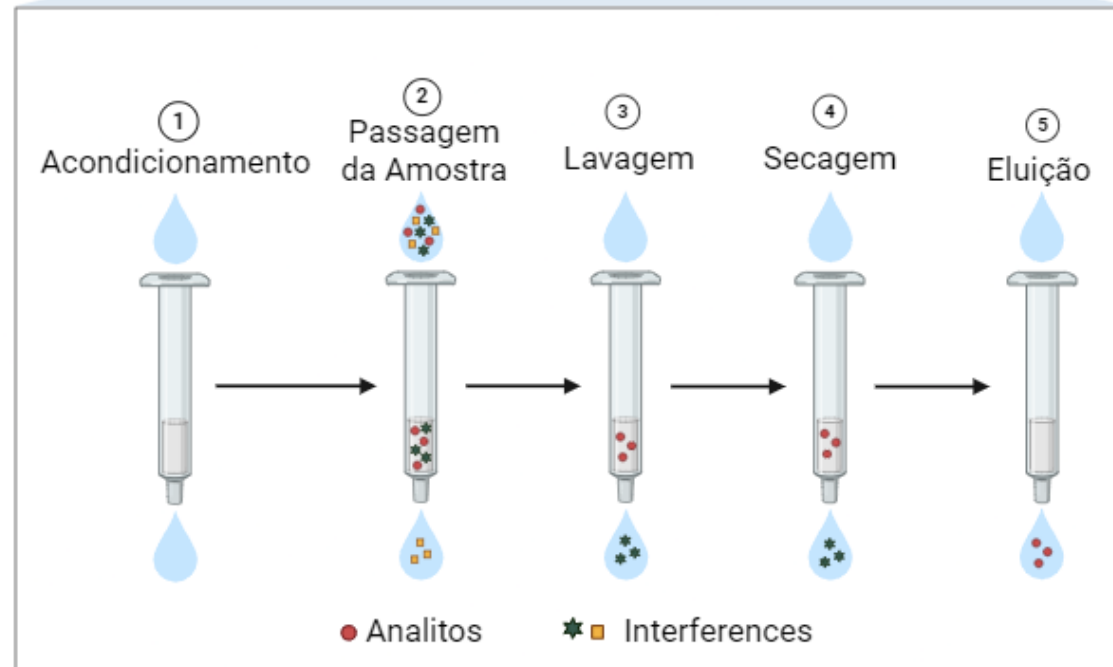 1
Acondicionamento
2
Passagem
da Amostra
3
Lavagem
4
Secagem
5
Eluição
Analitos
Interferences